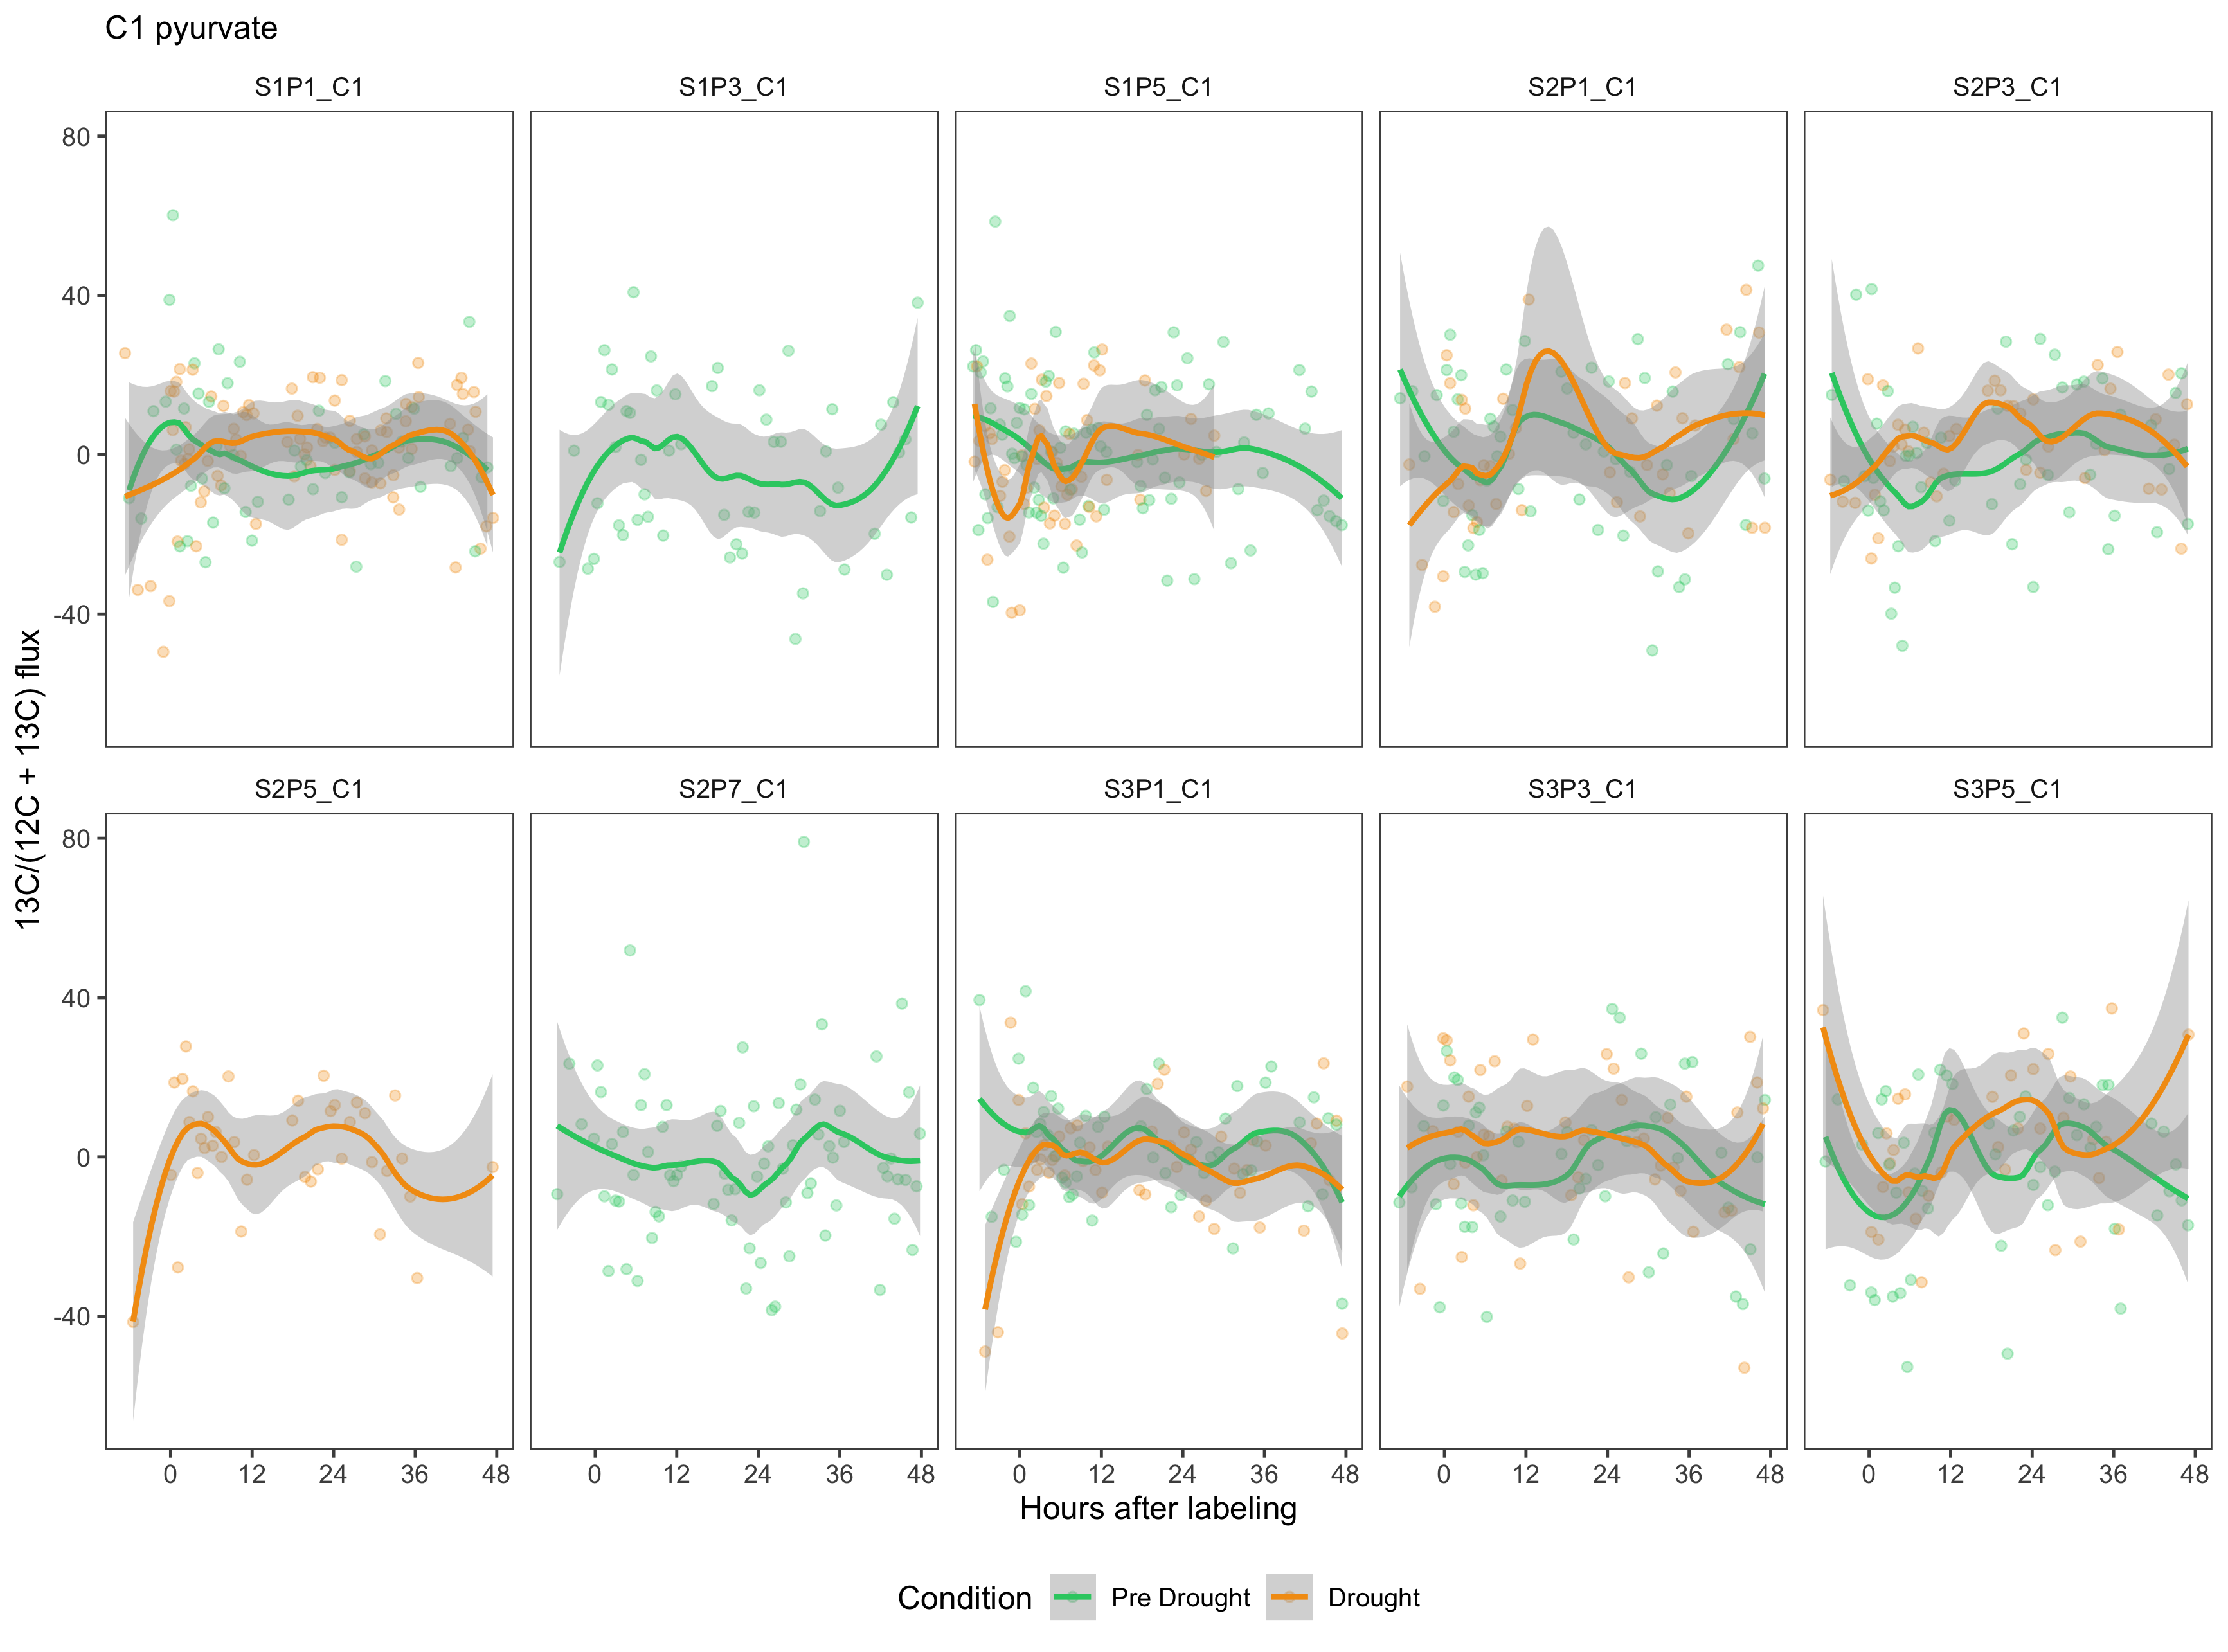 C1 pyurvate
S1P1_C1 S1P3_C1 S1P5_C1 S2P1_C1 S2P3_C1
80
40
0
-40
13C/(12C + 13C) flux
S2P5_C1 S2P7_C1 S3P1_C1 S3P3_C1 S3P5_C1
80
40
0
-40
0 12 24 36 48 0 12 24 36 48 0 12 24 36 48 0 12 24 36 48 0 12 24 36 48
Hours after labeling
Condition Pre Drought Drought